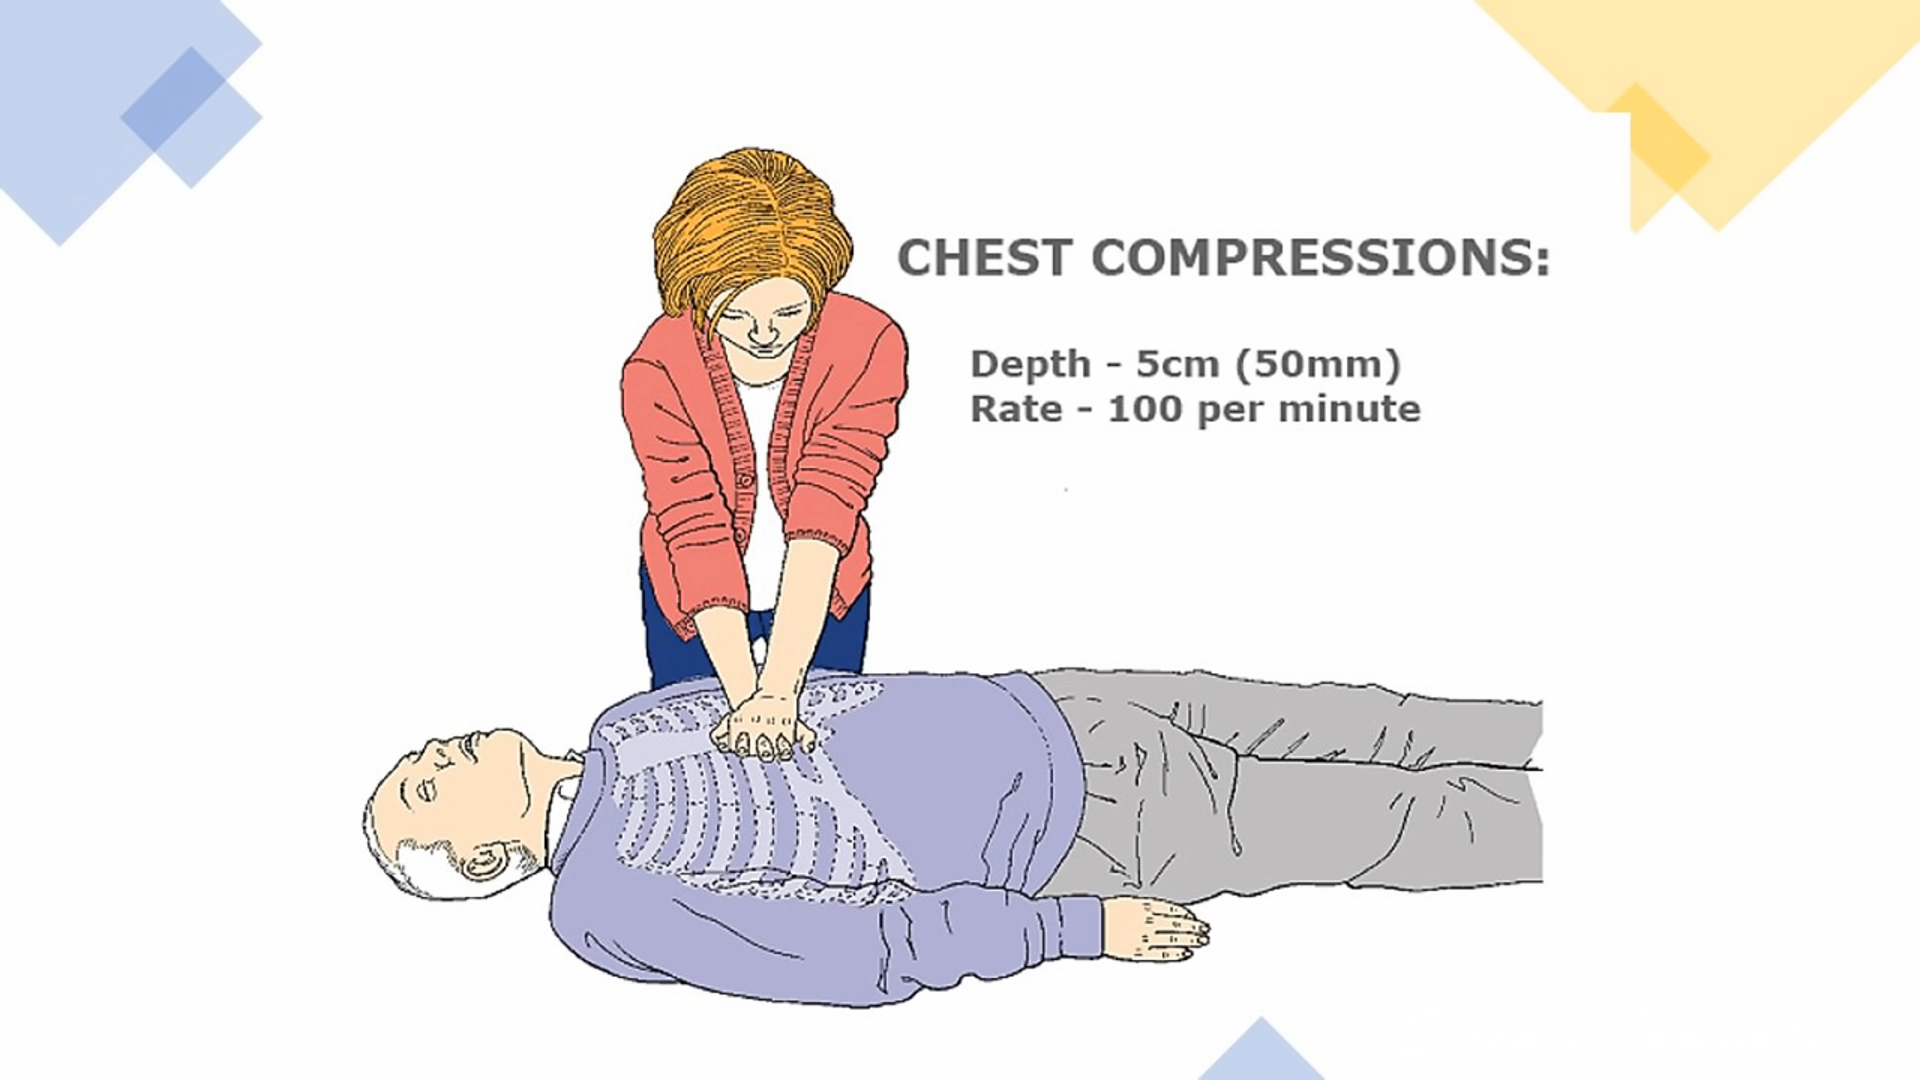 CHEST COMPRESSIONS:
Depth - 5cm (50mm)
Rate - 100 per minute